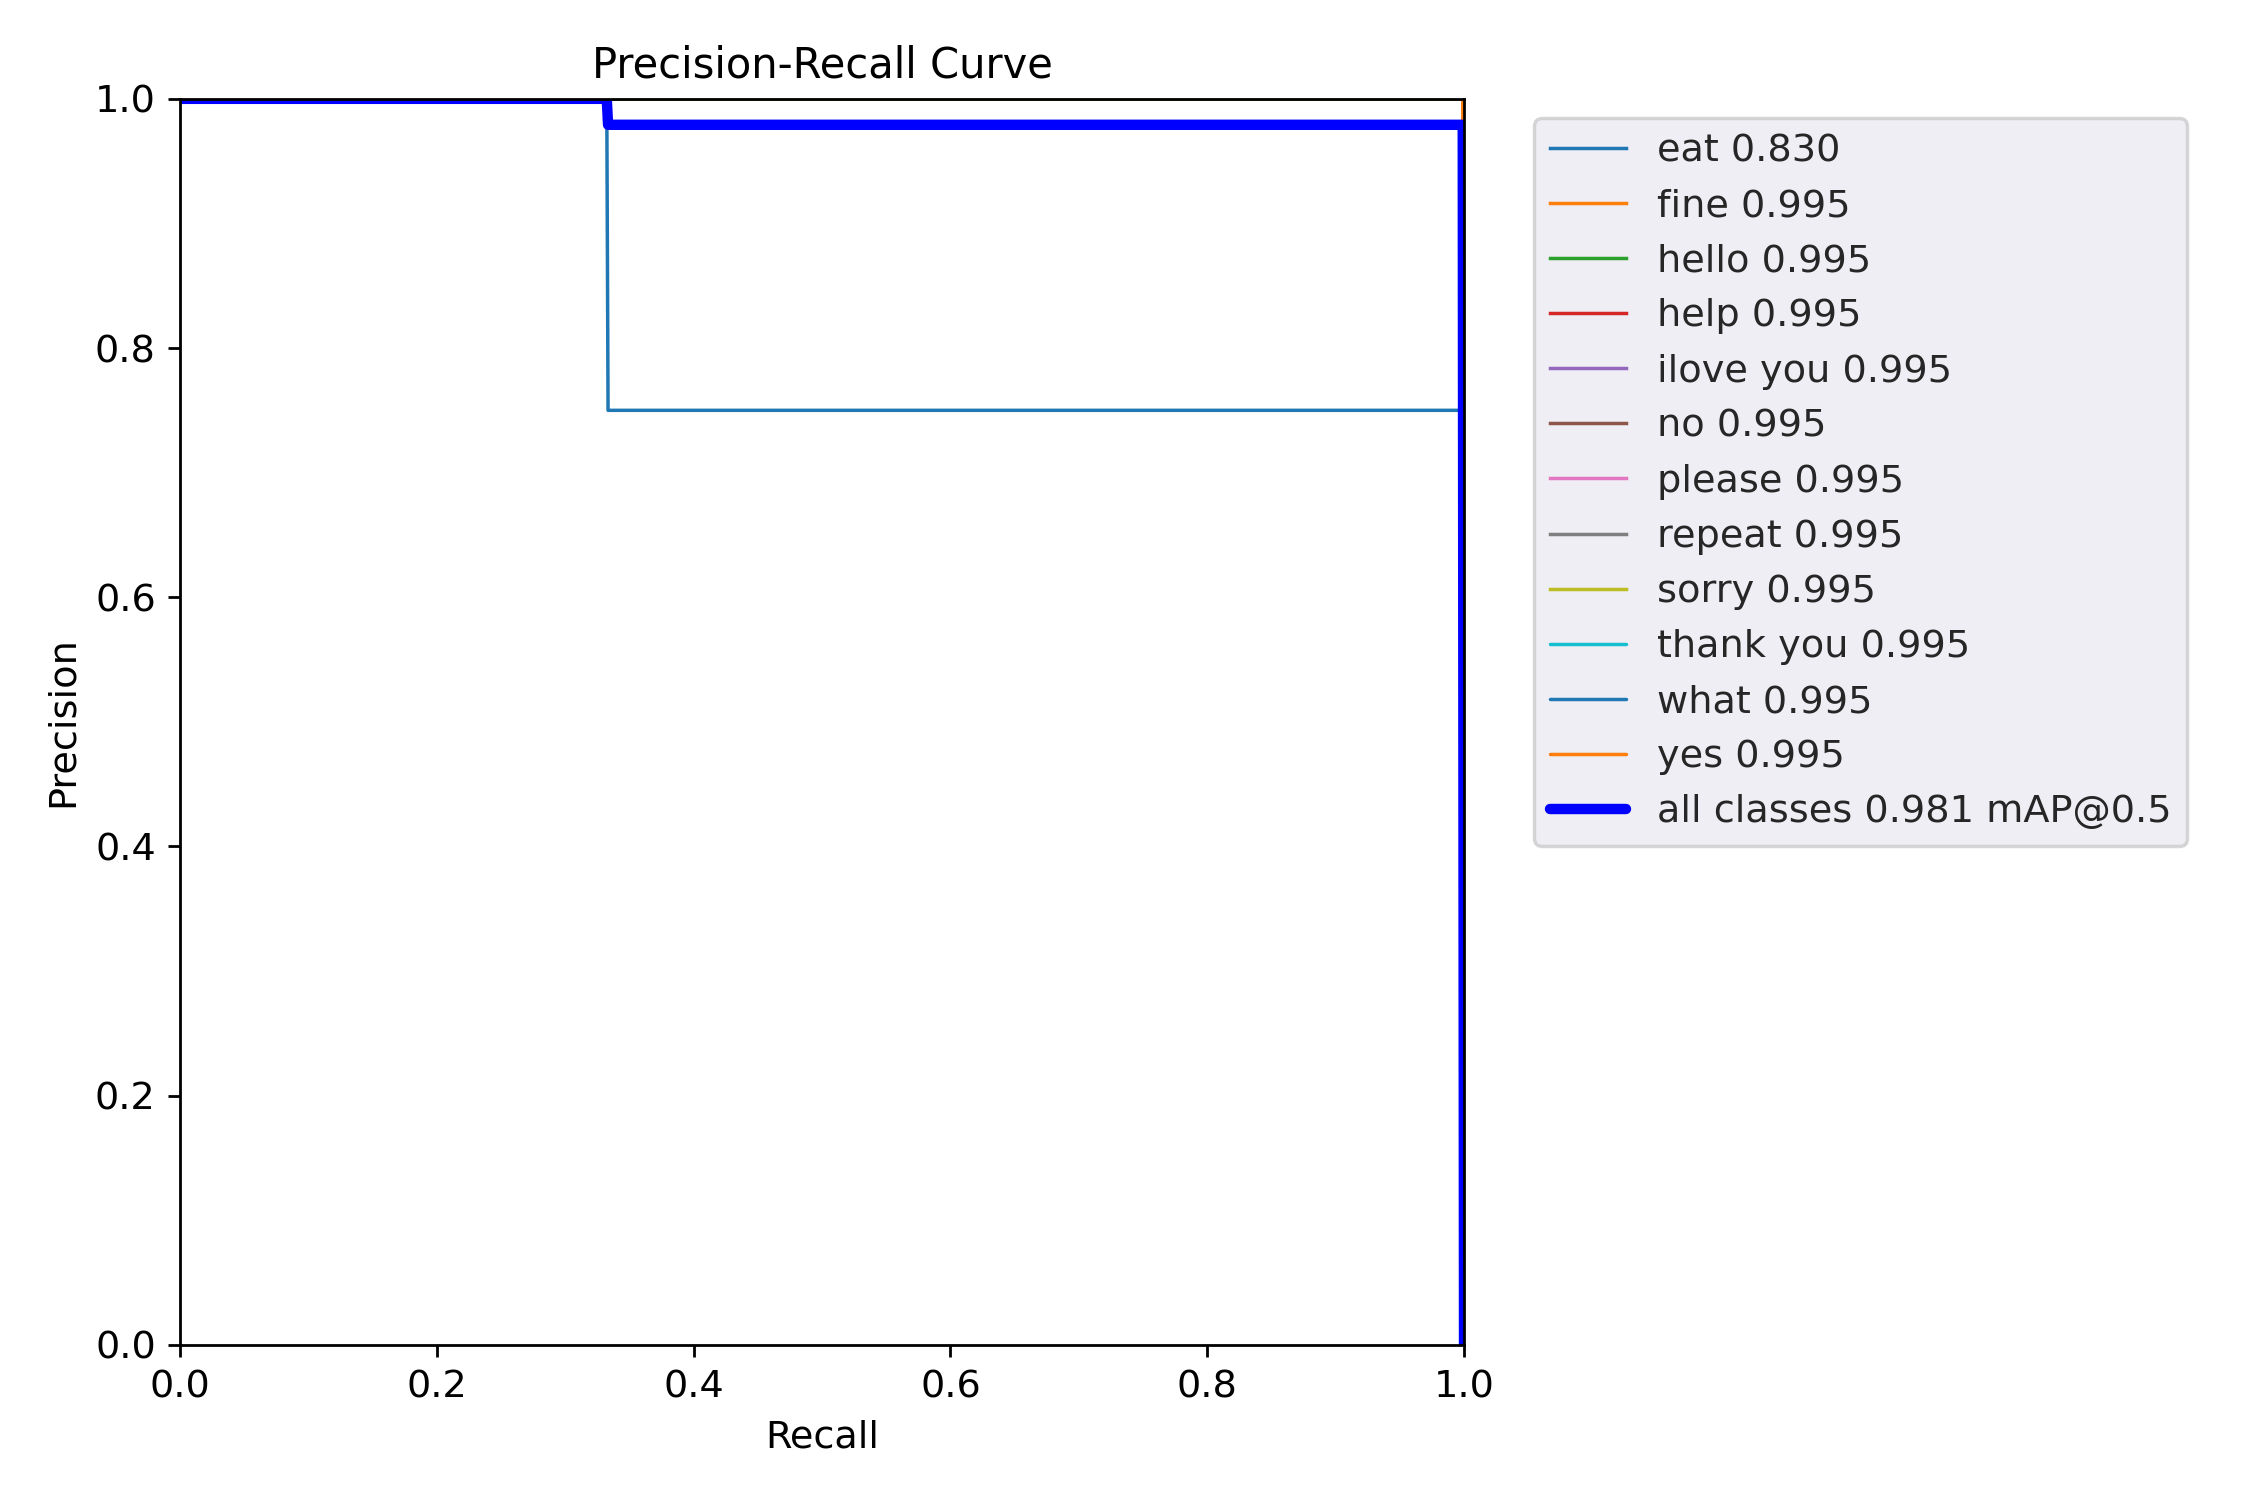 Precision-Recall Curve
1.0
0.8
0.6
0.4
0.2
0.0
Precision
0.0 0.2 0.4 0.6 0.8 1.0
Recall
eat 0.830
fine 0.995
hello 0.995
help 0.995
ilove you 0.995
no 0.995
please 0.995
repeat 0.995
sorry 0.995
thank you 0.995
what 0.995
yes 0.995
all classes 0.981 mAP@0.5